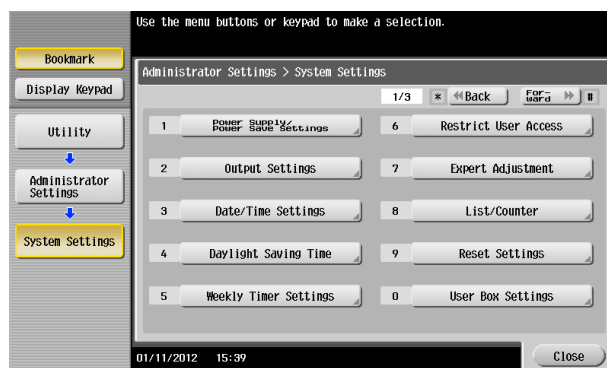 Use the menu buttons or keypad to make a selection.
Bookmark
Display Keypad
Utility
Administrator
Settings
System Settings
Administrator Settings > System Settings
1/3 * Back For-
ward #
1 Power Supply/
Power Save Settings
6 Restrict User Access
2 Output Settings
7 Expert Adjustment
3 Date/Time Settings
8 List/Counter
4 Daylight Saving Time
9 Reset Settings
5 Weekly Timer Settings
0 User Box Settings
01/11/2012 15:39
Close